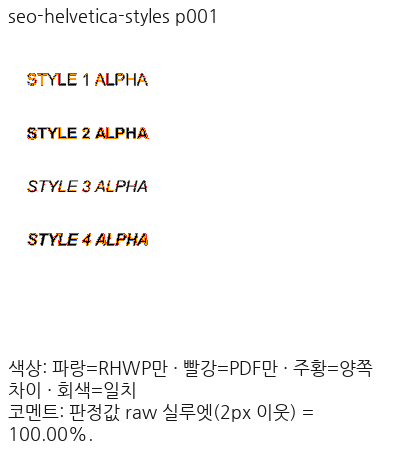 seo-helvetica-styles p001
STYLE 1 ALPHA
STYLE 2 ALPHA
STYLE 3 ALPHA
STYLE 4 ALPHA
색상: 파랑=RHWP만 · 빨강=PDF만 · 주황=양쪽
차이 · 회색=일치
코멘트: 판정값 raw 실루엣(2px 이웃) =
100.00%.